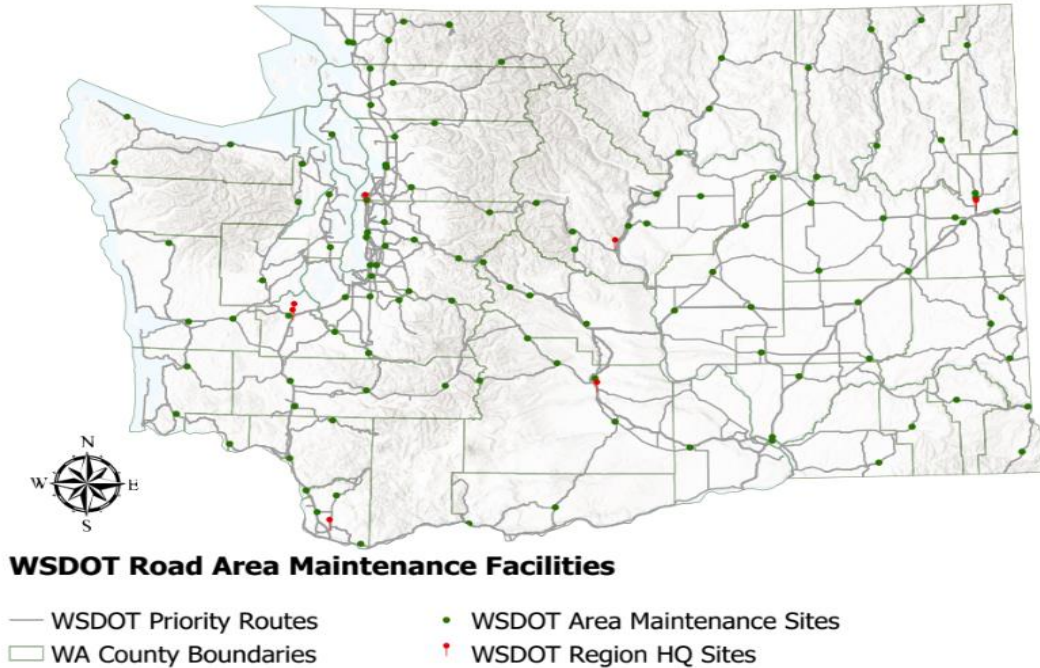 N
W E
S
WSDOT Road Area Maintenance Facilities
WSDOT Priority Routes
WSDOT Area Maintenance Sites
WA County Boundaries
WSDOT Region HQ Sites